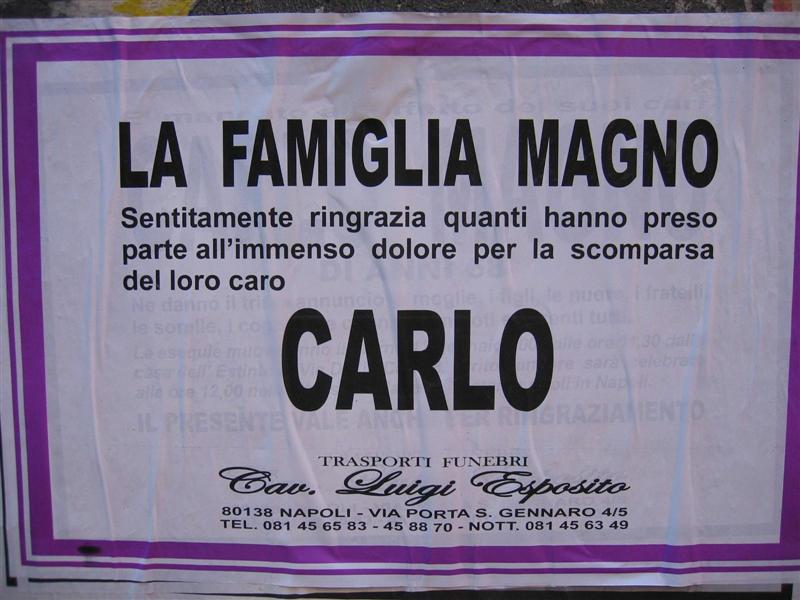 LA FAMIGLIA MAGNO
Sentitamente ringrazia quanti hanno preso
parte all'immenso dolore per la scomparsa
del loro caro
CARLO
TRASPORTI FUNEBRI
Cav. Luigi Esposito
80138 NAPOLI - VIA PORTA S. GENNARO 4/5
TEL. 081 45 65 83 - 45 88 70 - NOTT. 081 45 63 49